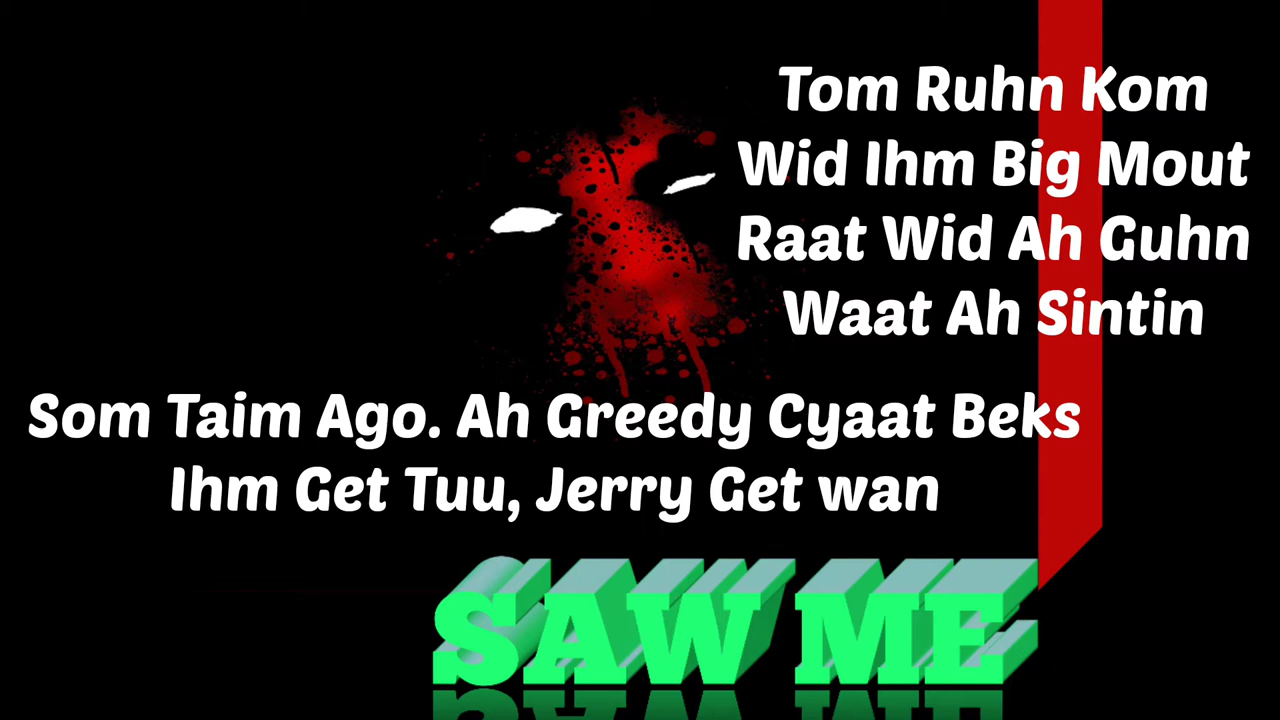 Tom Ruhn Kom
Wid Ihm Big Mout
Raat Wid Ah Guhn
Waat Ah Sintin
Som Taim Ago. Ah Greedy Cyaat Beks
Ihm Get Tuu, Jerry Get wan
SAW ME